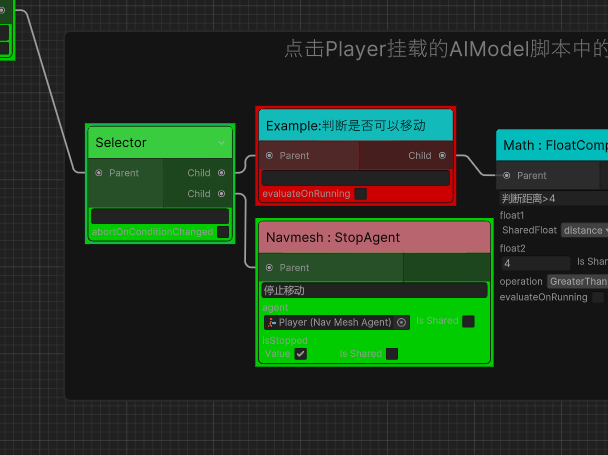 点击Player挂载的AIModel脚本中的
Selector
Parent
Child
Child
abortOnConditionChanged
Example:判断是否可以移动
Parent
Child
evaluateOnRunning
Navmesh : StopAgent
Parent
停止移动
agent
Player (Nav Mesh Agent)
Is Shared
isStopped
Value
Is Shared
Math : FloatComp
Parent
判断距离>4
float1
SharedFloat
distance
float2
4
Is Shar
operation
GreaterThan
evaluateOnRunning